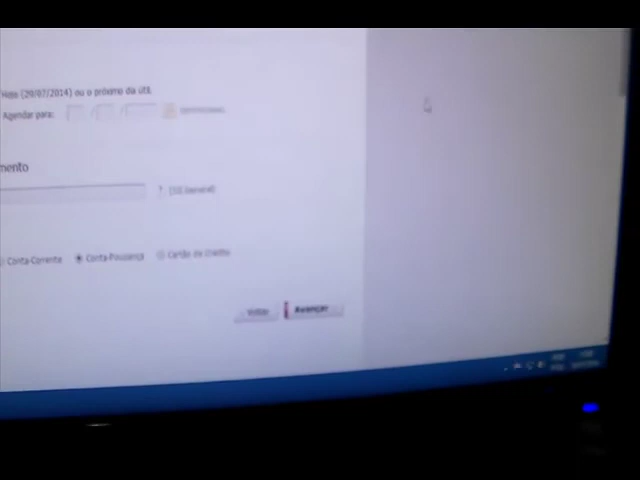 Hoje (29/07/2014) ou o próximo dia útil
Agendar para:
mento
Conta-Corrente Conta-Poupança Cartão de Crédito
Voltar Avançar